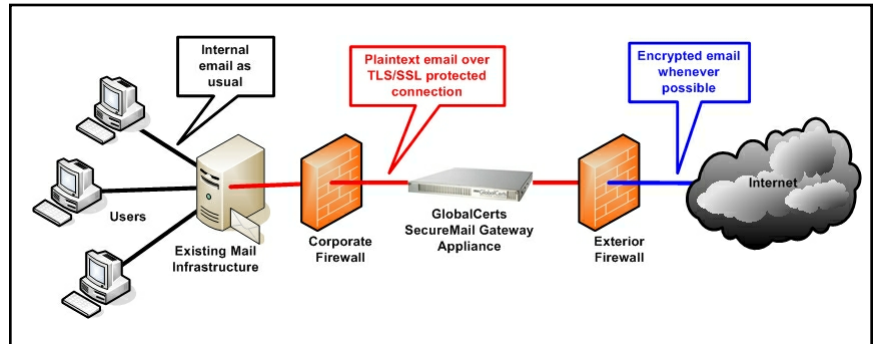 Internal
email as
usual
Plaintext email over
TLS/SSL protected
connection
Encrypted email
whenever
possible
Users
Existing Mail
Infrastructure
Corporate
Firewall
GlobalCerts
GlobalCerts
SecureMail Gateway
Appliance
Exterior
Firewall
Internet